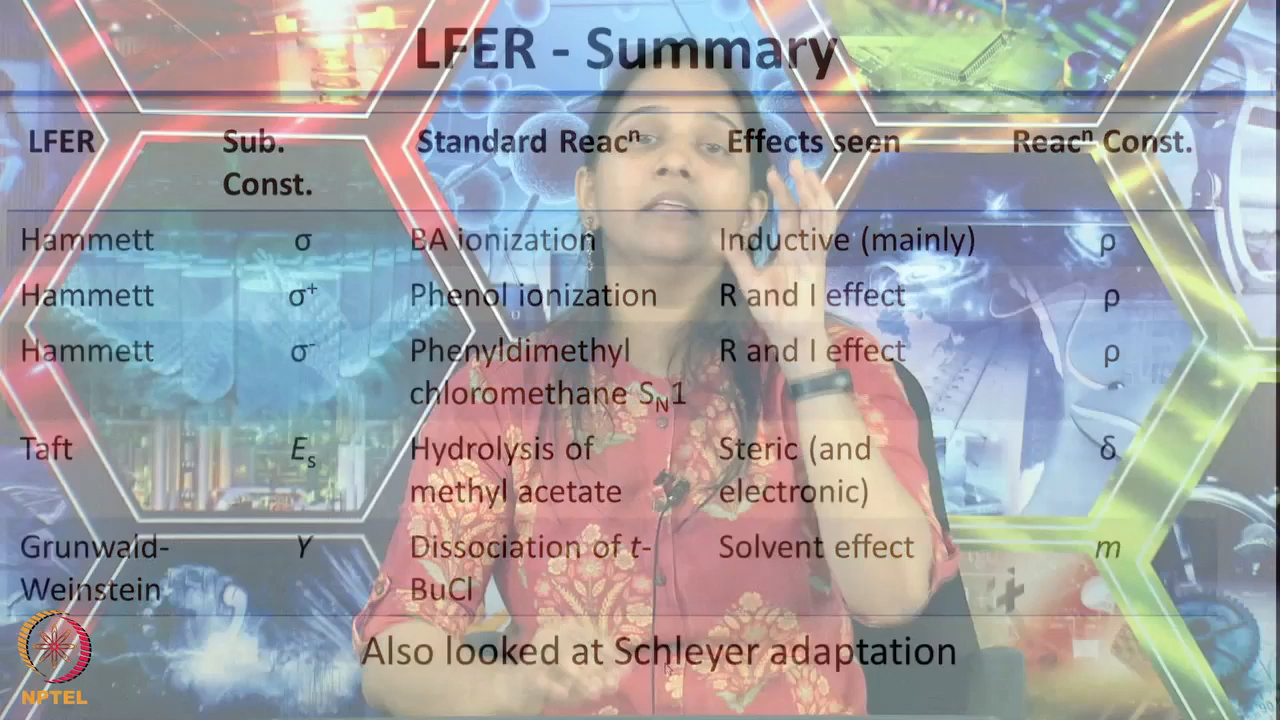 LFER - Summary
LFER Sub. Const. Standard Reacⁿ Effects seen Reacⁿ Const.
Hammett σ BA ionization Inductive (mainly) ρ
Hammett σ⁺ Phenol ionization R and I effect ρ
Hammett σ⁻ Phenyldimethyl chloromethane S_N1 R and I effect ρ
Taft E_s Hydrolysis of methyl acetate Steric (and electronic) δ
Grunwald-Weinstein Y Dissociation of t-BuCl Solvent effect m
Also looked at Schleyer adaptation
NPTEL